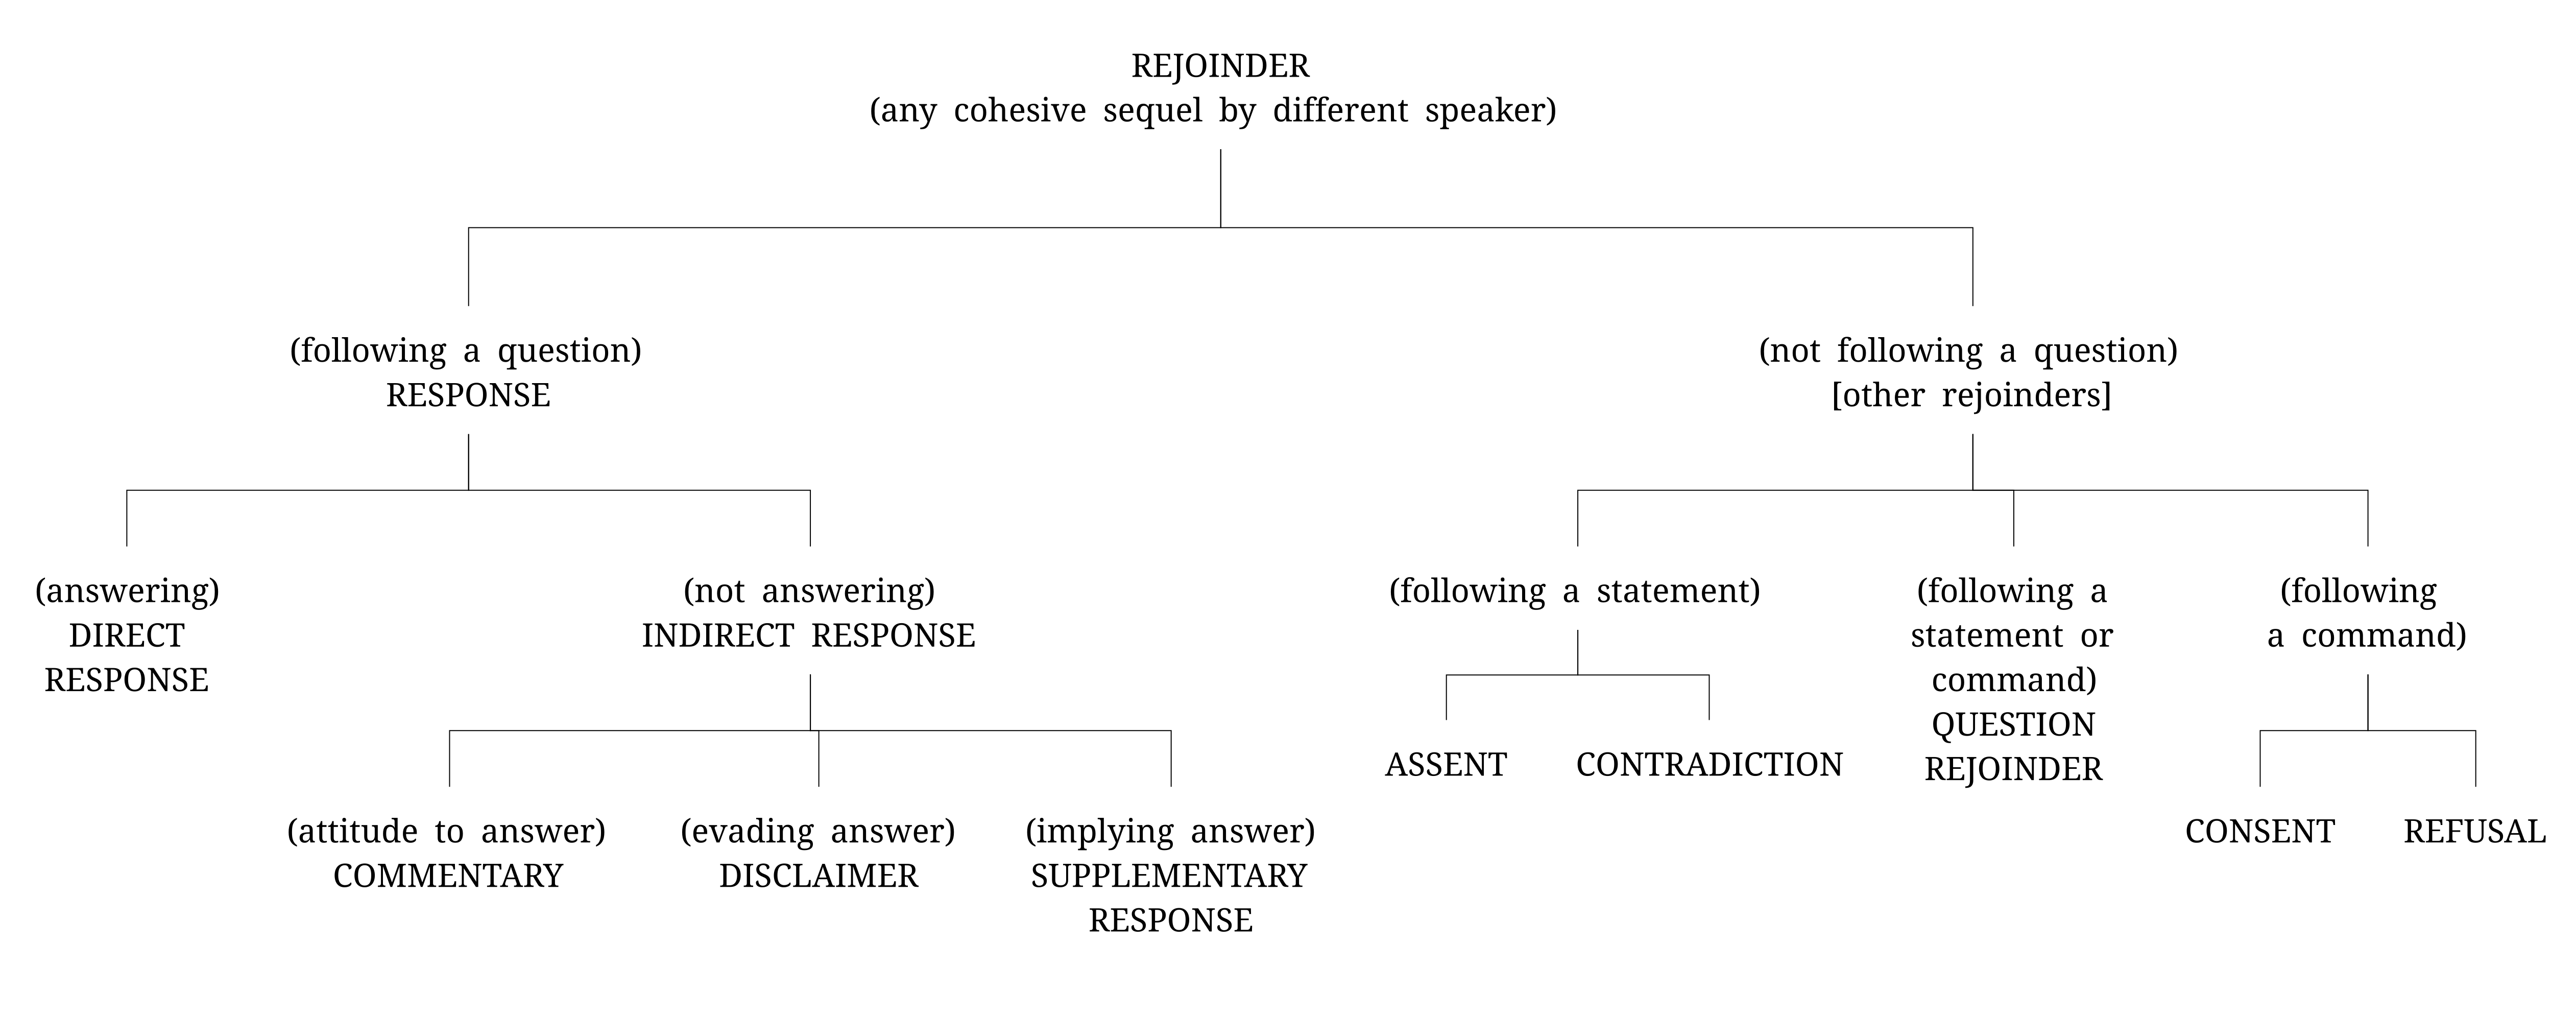 REJOINDER
(any cohesive sequel by different speaker)
(following a question)
RESPONSE
(not following a question)
[other rejoinders]
(answering)
DIRECT
RESPONSE
(not answering)
INDIRECT RESPONSE
(following a statement)
(following a
statement or
command)
QUESTION
REJOINDER
(following
a command)
(attitude to answer)
COMMENTARY
(evading answer)
DISCLAIMER
(implying answer)
SUPPLEMENTARY
RESPONSE
ASSENT
CONTRADICTION
CONSENT
REFUSAL